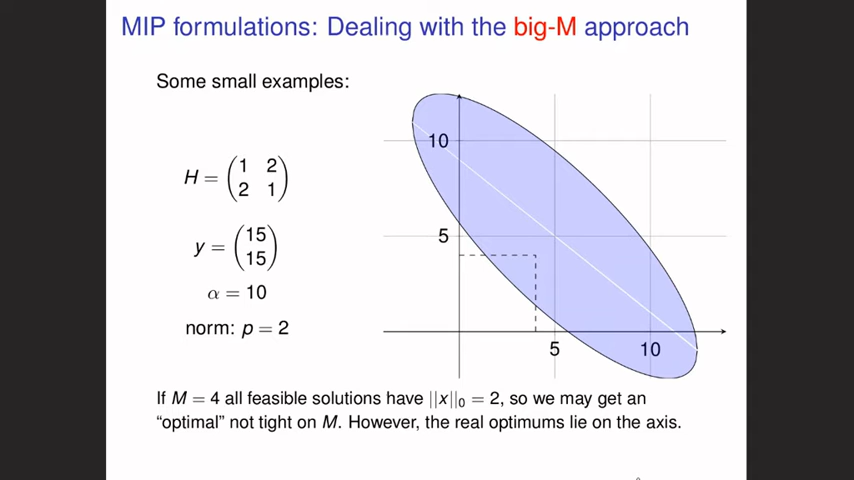 MIP formulations: Dealing with the big-M approach
Some small examples:
H = (1 2
2 1)
y = (15
15)
α = 10
norm: p = 2
10
5
5 10
If M = 4 all feasible solutions have ||x||₀ = 2, so we may get an
“optimal” not tight on M. However, the real optimums lie on the axis.